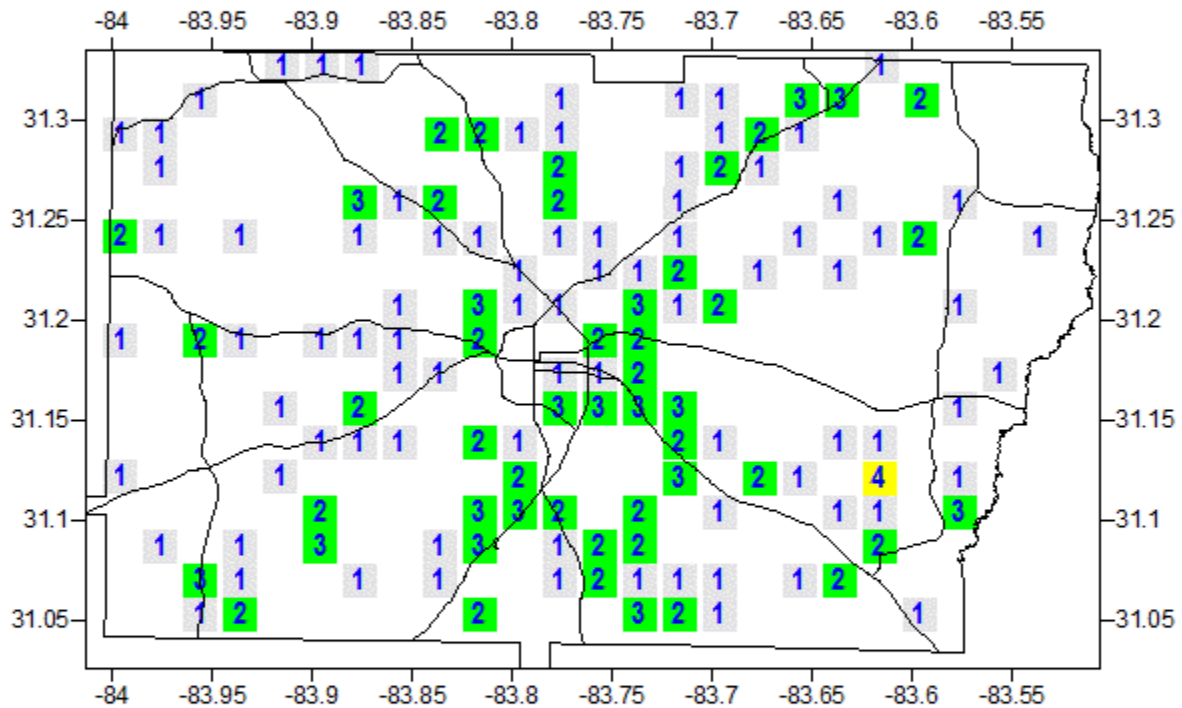 -84 -83.95 -83.9 -83.85 -83.8 -83.75 -83.7 -83.65 -83.6 -83.55
1 1 1 1
1 1 1 1 3 3 2
31.3 31.3
1 1 2 2 1 1 1 2 1
1 2 1 2 1
3 1 2 2 1 1 1
31.25 31.25
2 1 1 1 1 1 1 1 1 1 1 2 1
1 1 1 2 1 1
1 3 1 1 3 1 2 1
31.2 31.2
1 2 1 1 1 1 2 2 2
1 1 1 1 2 1
1 2 3 3 3 3 1
31.15 31.15
1 1 1 2 1 2 1 1 1
1 1 2 3 2 1 4 1
2 3 3 2 2 1 1 1 3
31.1 31.1
1 1 3 1 3 1 2 2 2
3 1 1 1 1 2 1 1 1 1 2
1 2 2 3 2 1 1
31.05 31.05
-84 -83.95 -83.9 -83.85 -83.8 -83.75 -83.7 -83.65 -83.6 -83.55